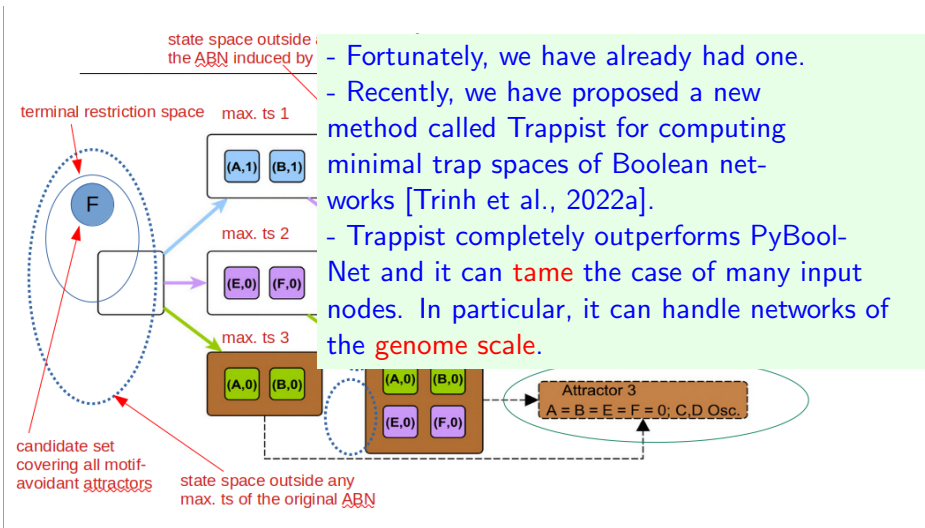 state space outside
the ABN induced by
- Fortunately, we have already had one.
- Recently, we have proposed a new
method called Trappist for computing
minimal trap spaces of Boolean net-
works [Trinh et al., 2022a].
- Trappist completely outperforms PyBool-
Net and it can tame the case of many input
nodes. In particular, it can handle networks of
the genome scale.
terminal restriction space
max. ts 1
(A,1) (B,1)
F
max. ts 2
(E,0) (F,0)
max. ts 3
(A,0) (B,0)
(A,0) (B,0)
(E,0) (F,0)
Attractor 3
A = B = E = F = 0; C,D Osc.
candidate set
covering all motif-
avoidant attractors
state space outside any
max. ts of the original ABN